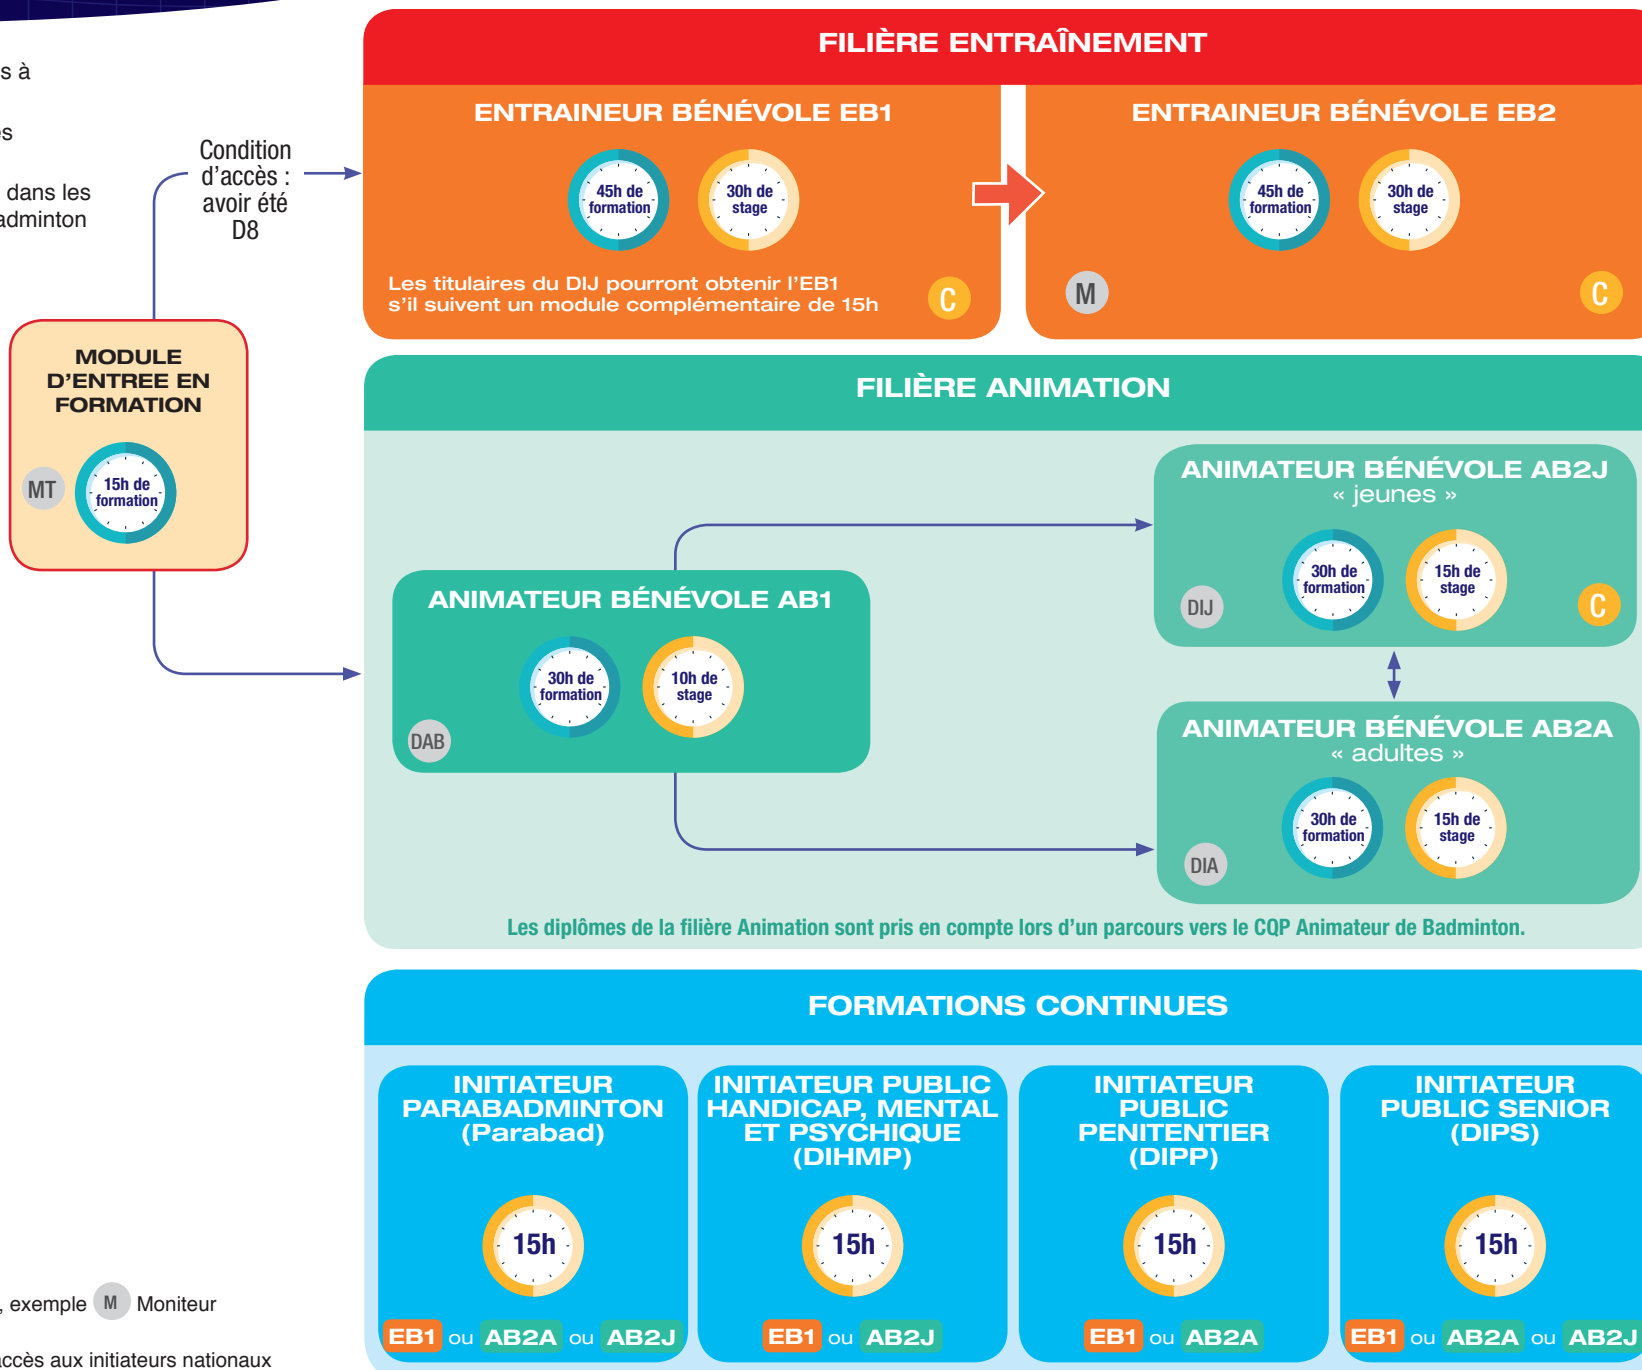 s à
es
dans les
adminton
Condition
d'accès :
avoir été
D8
MODULE
D'ENTREE EN
FORMATION
MT
15h de
formation
FILIÈRE ENTRAÎNEMENT
ENTRAINEUR BÉNÉVOLE EB1
45h de
formation
30h de
stage
Les titulaires du DIJ pourront obtenir l'EB1
s'il suivent un module complémentaire de 15h
C
ENTRAINEUR BÉNÉVOLE EB2
45h de
formation
30h de
stage
M
C
FILIÈRE ANIMATION
ANIMATEUR BÉNÉVOLE AB1
30h de
formation
10h de
stage
DAB
ANIMATEUR BÉNÉVOLE AB2J
« jeunes »
30h de
formation
15h de
stage
DIJ
C
ANIMATEUR BÉNÉVOLE AB2A
« adultes »
30h de
formation
15h de
stage
DIA
Les diplômes de la filière Animation sont pris en compte lors d'un parcours vers le CQP Animateur de Badminton.
FORMATIONS CONTINUES
INITIATEUR
PARABADMINTON
(Parabad)
15h
EB1 ou AB2A ou AB2J
INITIATEUR PUBLIC
HANDICAP, MENTAL
ET PSYCHIQUE
(DIHMP)
15h
EB1 ou AB2J
INITIATEUR
PUBLIC
PENITENTIER
(DIPP)
15h
EB1 ou AB2A
INITIATEUR
PUBLIC SENIOR
(DIPS)
15h
EB1 ou AB2A ou AB2J
, exemple M Moniteur
accès aux initiateurs nationaux